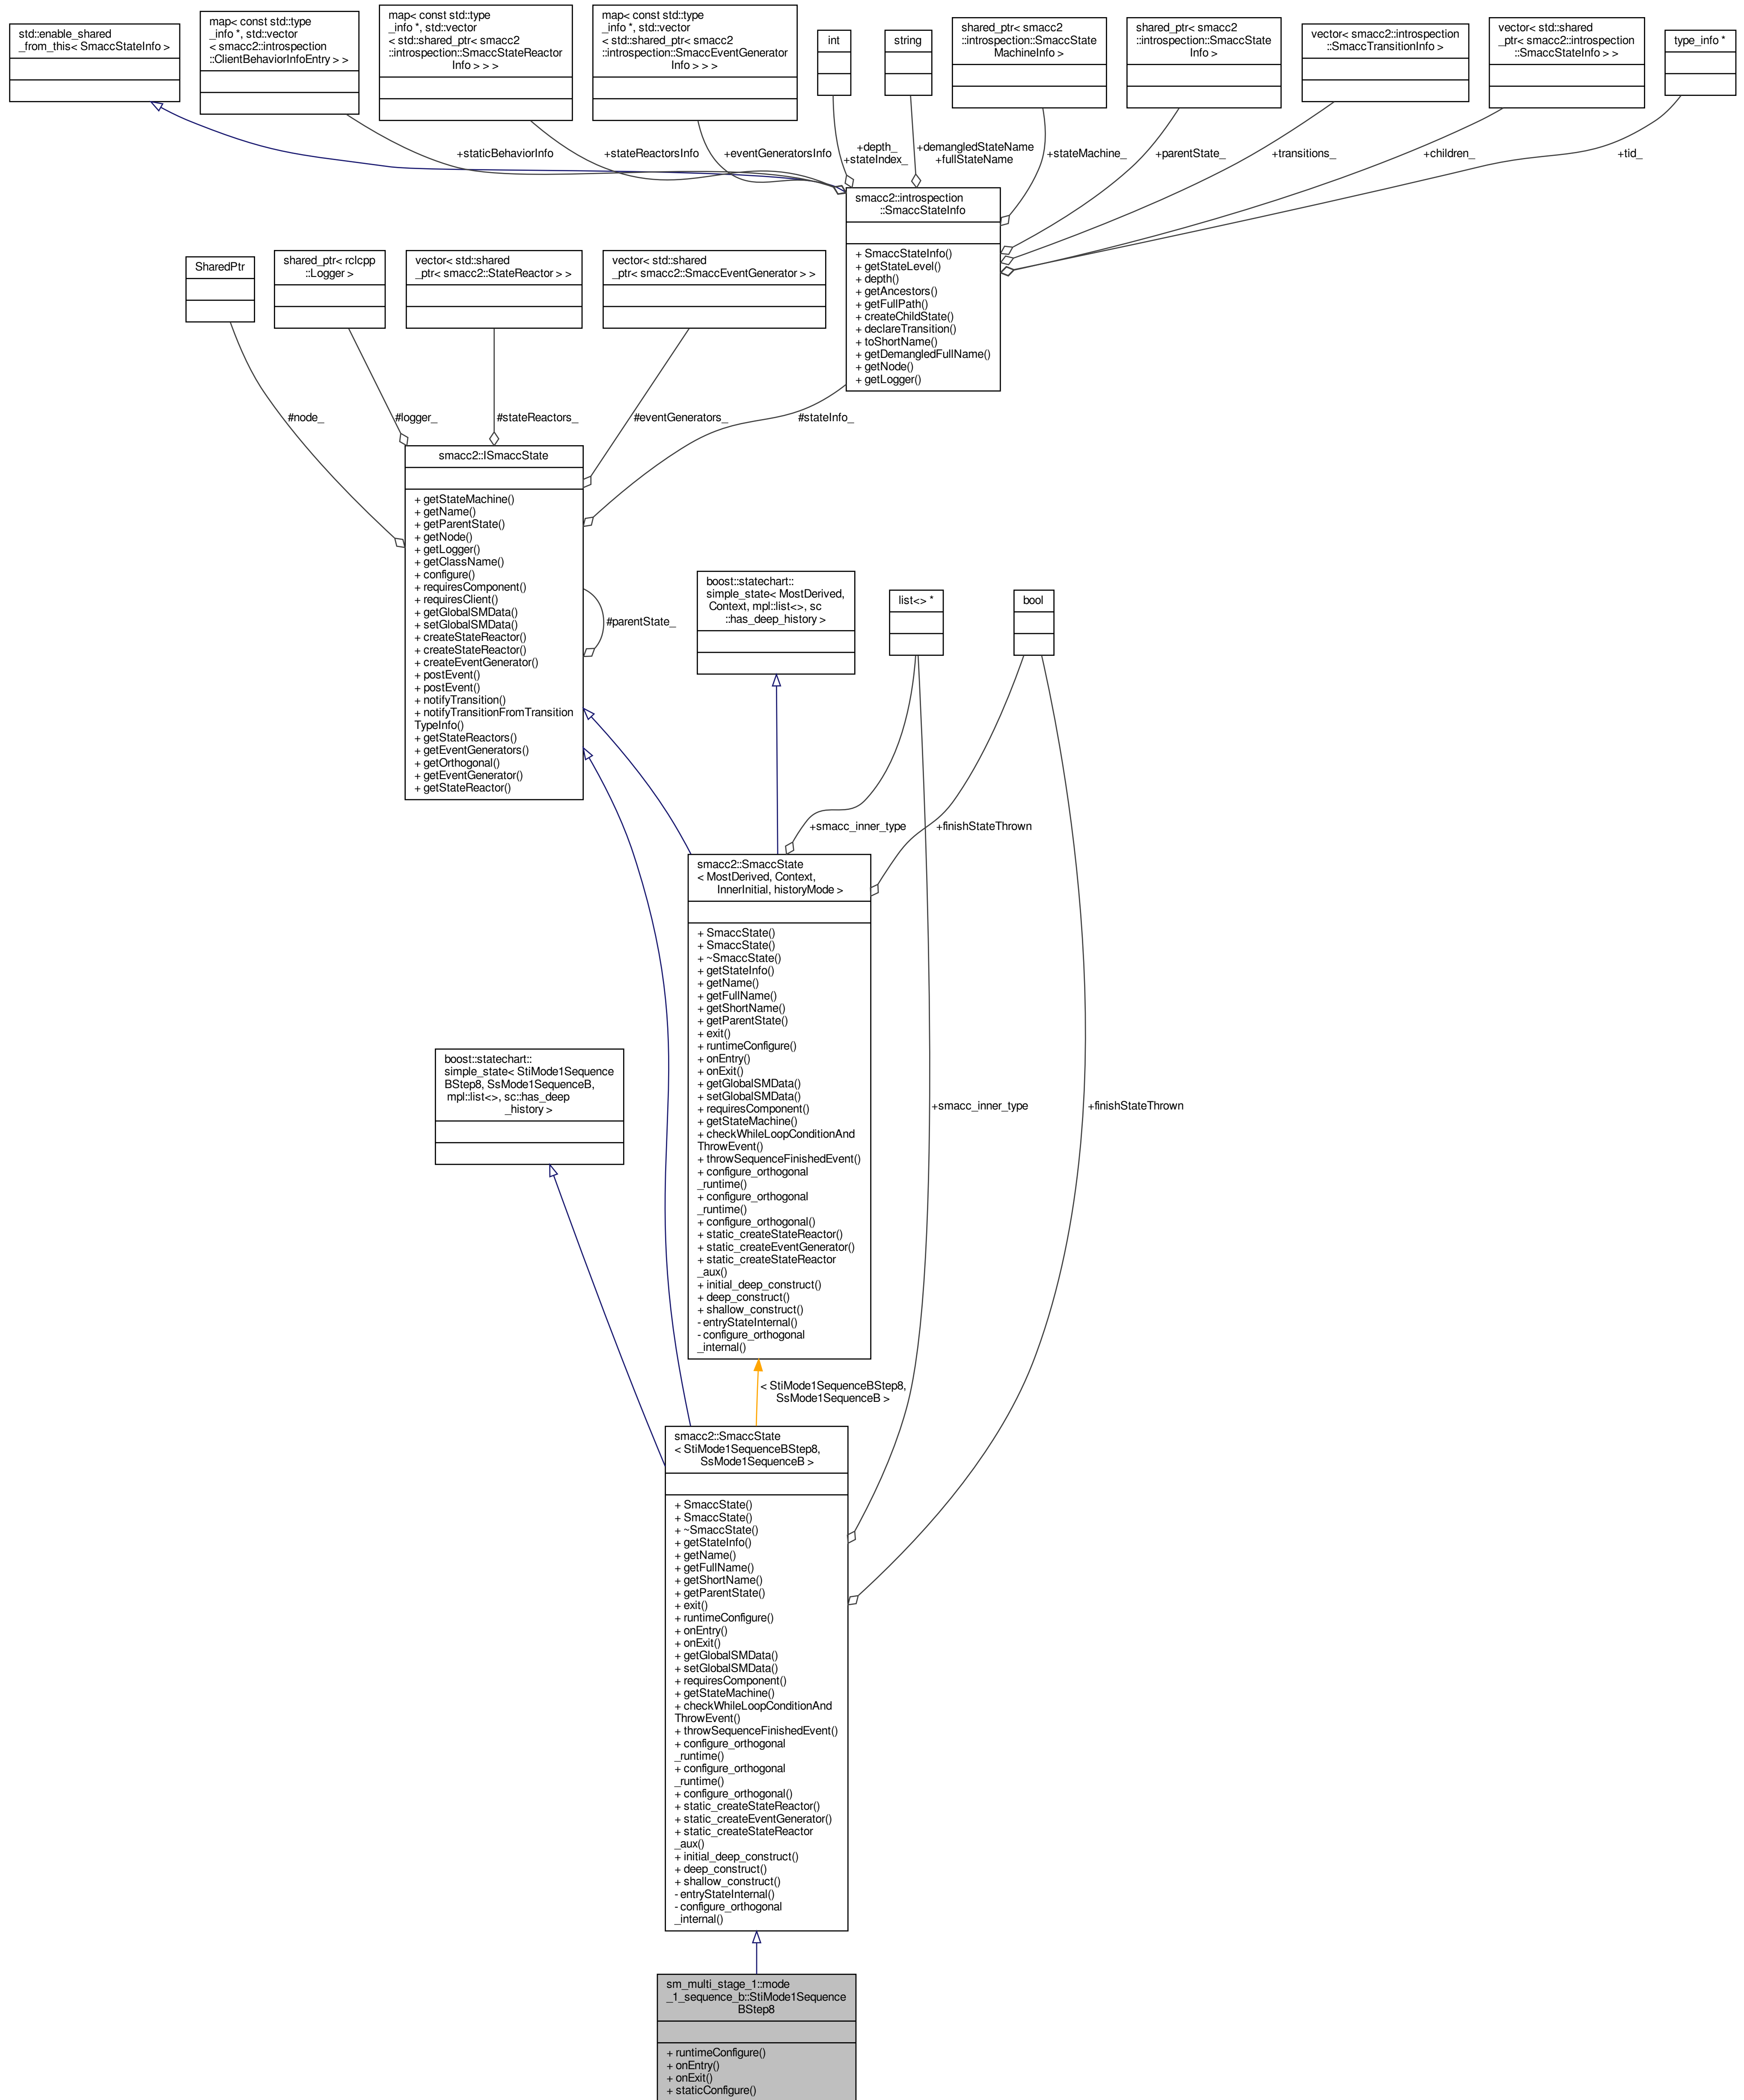 std::enable_shared
_from_this< SmaccStateInfo >
map< const std::type
_info *, std::vector
< smacc2::introspection
::ClientBehaviorInfoEntry > >
map< const std::type
_info *, std::vector
< std::shared_ptr< smacc2
::introspection::SmaccStateReactor
Info > > >
map< const std::type
_info *, std::vector
< std::shared_ptr< smacc2
::introspection::SmaccEventGenerator
Info > > >
int
string
shared_ptr< smacc2
::introspection::SmaccState
MachineInfo >
shared_ptr< smacc2
::introspection::SmaccState
Info >
vector< smacc2::introspection
::SmaccTransitionInfo >
vector< std::shared
_ptr< smacc2::introspection
::SmaccStateInfo > >
type_info *
+staticBehaviorInfo
+stateReactorsInfo
+eventGeneratorsInfo
+depth_
+stateIndex_
+demangledStateName
+fullStateName
+stateMachine_
+parentState_
+transitions_
+children_
+tid_
smacc2::introspection
::SmaccStateInfo
+ SmaccStateInfo()
+ getStateLevel()
+ depth()
+ getAncestors()
+ getFullPath()
+ createChildState()
+ declareTransition()
+ toShortName()
+ getDemangledFullName()
+ getNode()
+ getLogger()
SharedPtr
shared_ptr< rclcpp
::Logger >
vector< std::shared
_ptr< smacc2::StateReactor > >
vector< std::shared
_ptr< smacc2::SmaccEventGenerator > >
#node_
#logger_
#stateReactors_
#eventGenerators_
#stateInfo_
smacc2::ISmaccState
+ getStateMachine()
+ getName()
+ getParentState()
+ getNode()
+ getLogger()
+ getClassName()
+ configure()
+ requiresComponent()
+ requiresClient()
+ getGlobalSMData()
+ setGlobalSMData()
+ createStateReactor()
+ createStateReactor()
+ createEventGenerator()
+ postEvent()
+ postEvent()
+ notifyTransition()
+ notifyTransitionFromTransition
TypeInfo()
+ getStateReactors()
+ getEventGenerators()
+ getOrthogonal()
+ getEventGenerator()
+ getStateReactor()
#parentState_
boost::statechart::
simple_state< MostDerived,
Context, mpl::list<>, sc
::has_deep_history >
list<> *
bool
+smacc_inner_type
+finishStateThrown
smacc2::SmaccState
< MostDerived, Context,
InnerInitial, historyMode >
+ SmaccState()
+ SmaccState()
+ ~SmaccState()
+ getStateInfo()
+ getName()
+ getFullName()
+ getShortName()
+ getParentState()
+ exit()
+ runtimeConfigure()
+ onEntry()
+ onExit()
+ getGlobalSMData()
+ setGlobalSMData()
+ requiresComponent()
+ getStateMachine()
+ checkWhileLoopConditionAnd
ThrowEvent()
+ throwSequenceFinishedEvent()
+ configure_orthogonal
_runtime()
+ configure_orthogonal
_runtime()
+ configure_orthogonal()
+ static_createStateReactor()
+ static_createEventGenerator()
+ static_createStateReactor
_aux()
+ initial_deep_construct()
+ deep_construct()
+ shallow_construct()
- entryStateInternal()
- configure_orthogonal
_internal()
boost::statechart::
simple_state< StiMode1Sequence
BStep8, SsMode1SequenceB,
mpl::list<>, sc::has_deep
_history >
+smacc_inner_type
+finishStateThrown
< StiMode1SequenceBStep8,
SsMode1SequenceB >
smacc2::SmaccState
< StiMode1SequenceBStep8,
SsMode1SequenceB >
+ SmaccState()
+ SmaccState()
+ ~SmaccState()
+ getStateInfo()
+ getName()
+ getFullName()
+ getShortName()
+ getParentState()
+ exit()
+ runtimeConfigure()
+ onEntry()
+ onExit()
+ getGlobalSMData()
+ setGlobalSMData()
+ requiresComponent()
+ getStateMachine()
+ checkWhileLoopConditionAnd
ThrowEvent()
+ throwSequenceFinishedEvent()
+ configure_orthogonal
_runtime()
+ configure_orthogonal
_runtime()
+ configure_orthogonal()
+ static_createStateReactor()
+ static_createEventGenerator()
+ static_createStateReactor
_aux()
+ initial_deep_construct()
+ deep_construct()
+ shallow_construct()
- entryStateInternal()
- configure_orthogonal
_internal()
sm_multi_stage_1::mode
_1_sequence_b::StiMode1Sequence
BStep8
+ runtimeConfigure()
+ onEntry()
+ onExit()
+ staticConfigure()